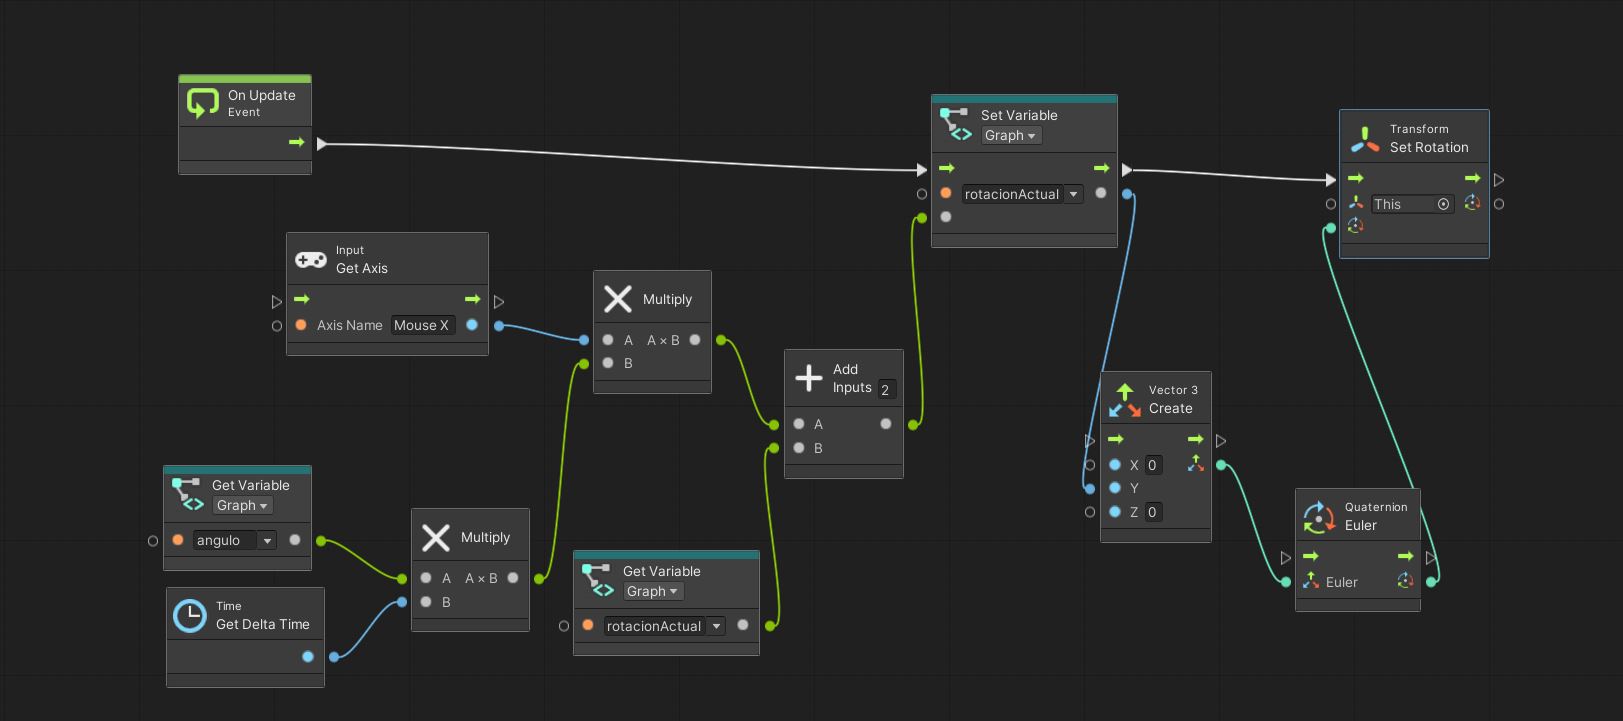 On Update
Event
Input
Get Axis
Axis Name Mouse X
Get Variable
Graph
angulo
Time
Get Delta Time
Multiply
A A × B
B
Multiply
A A × B
B
Get Variable
Graph
rotacionActual
Add
Inputs 2
A
B
Set Variable
Graph
rotacionActual
Vector 3
Create
X 0
Y
Z 0
Quaternion
Euler
Euler
Transform
Set Rotation
This